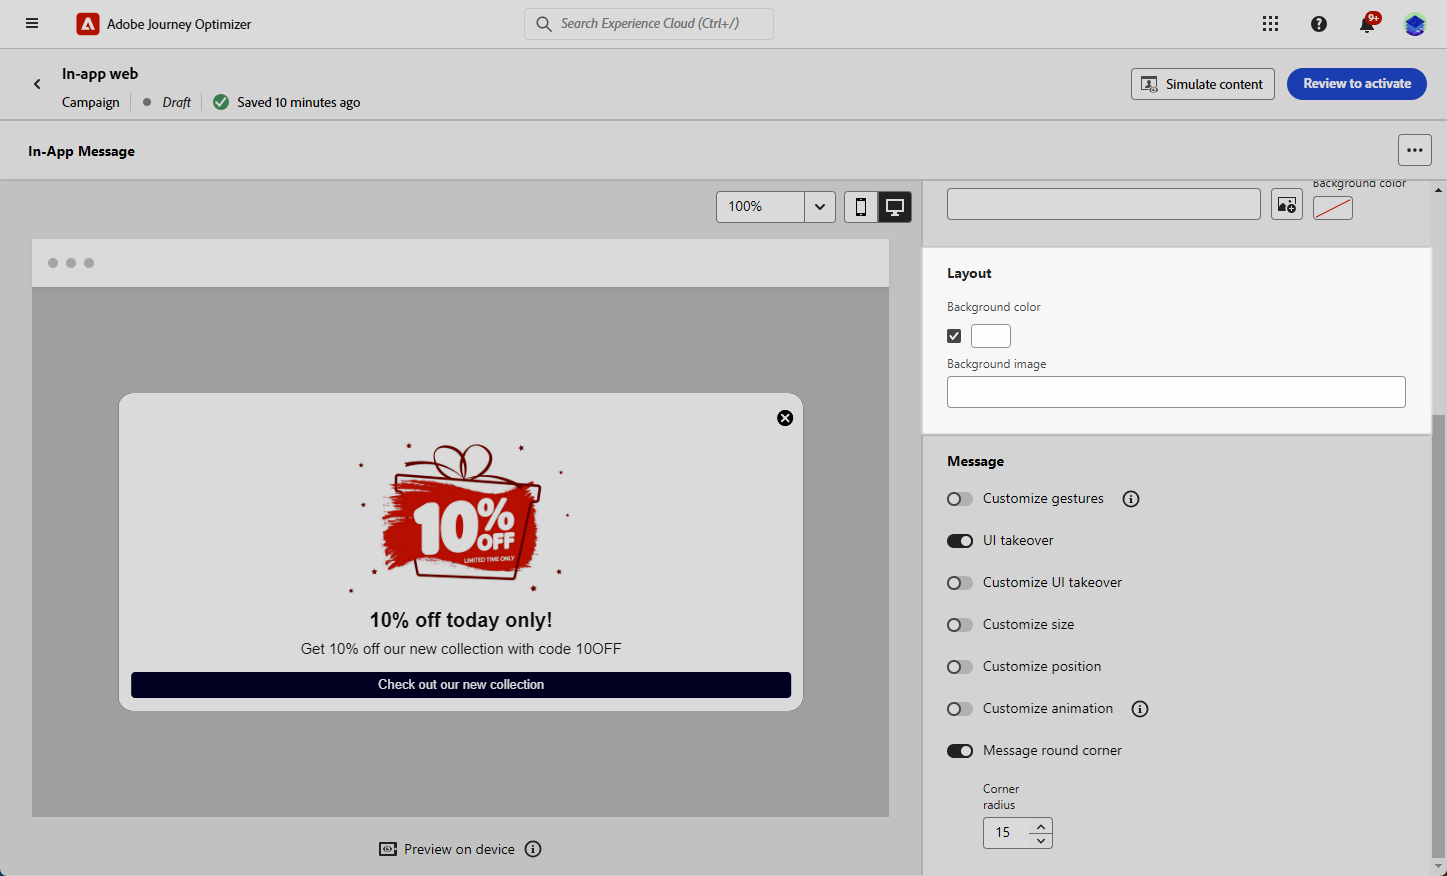 Adobe Journey Optimizer
Search Experience Cloud (Ctrl+/)
9+
In-app web
Campaign
Draft
Saved 10 minutes ago
Simulate content
Review to activate
In-App Message
100%
Background color
Layout
Background color
Background image
Message
Customize gestures
UI takeover
Customize UI takeover
Customize size
Customize position
Customize animation
Message round corner
Corner
radius
15
10%
OFF
LIMITED TIME ONLY
10% off today only!
Get 10% off our new collection with code 10OFF
Check out our new collection
Preview on device